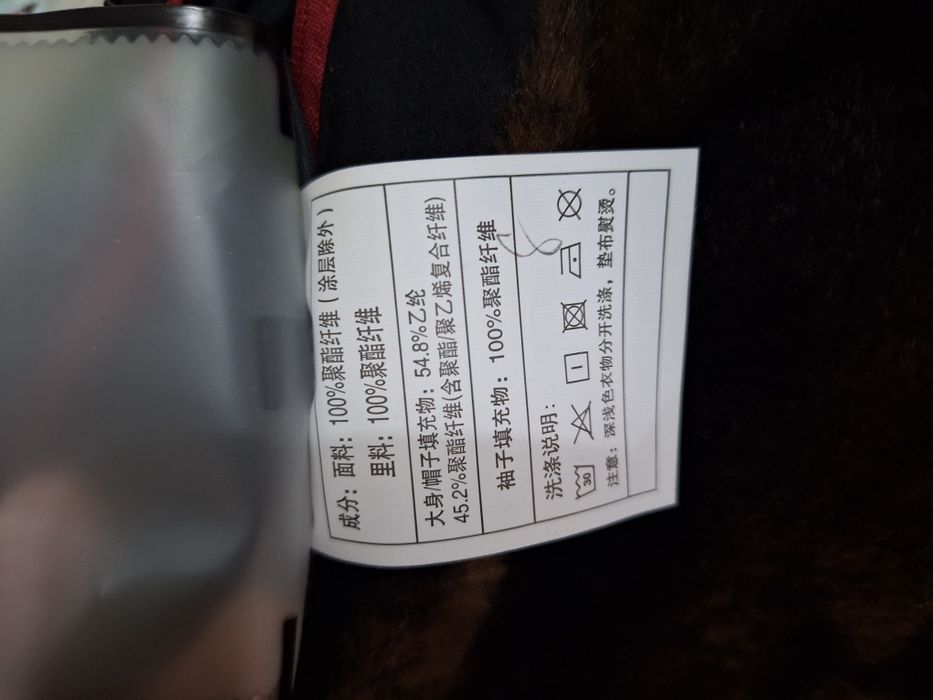 成分：面料：100%聚酯纤维（涂层除外）
里料：100%聚酯纤维
大身/帽子填充物：54.8%乙纶
45.2%聚酯纤维(含聚酯/聚乙烯复合纤维)
袖子填充物：100%聚酯纤维
洗涤说明：
30
注意：深浅色衣物分开洗涤，垫布熨烫。